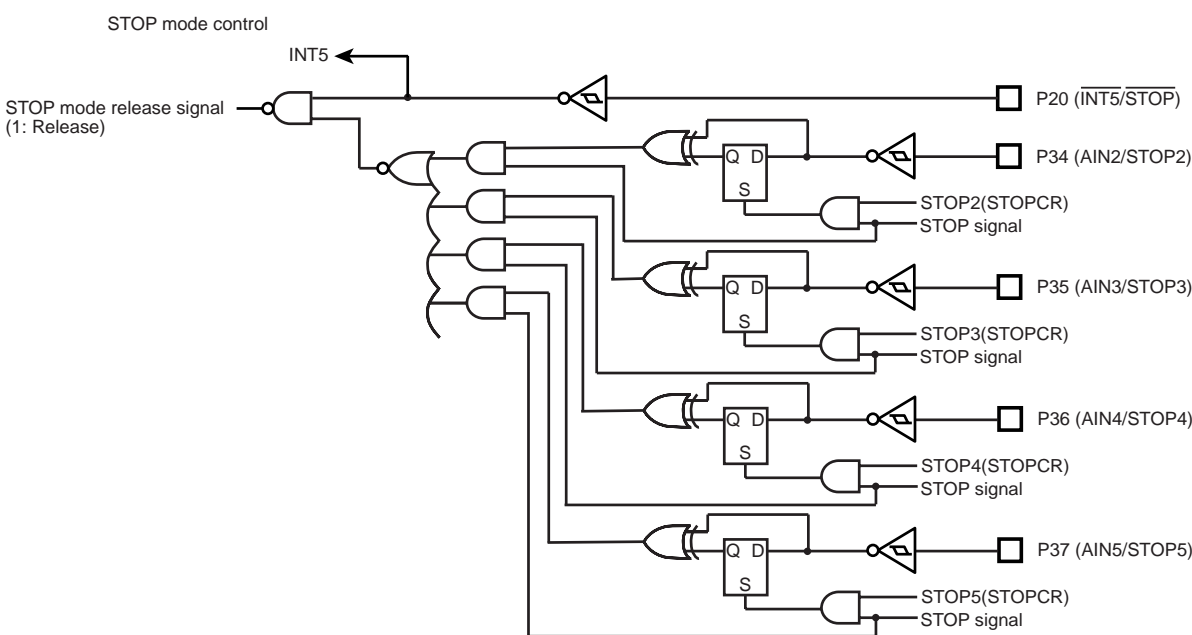 STOP mode control
INT5
STOP mode release signal
(1: Release)
P20 (INT5/STOP)
P34 (AIN2/STOP2)
Q D
S
STOP2(STOPCR)
STOP signal
P35 (AIN3/STOP3)
Q D
S
STOP3(STOPCR)
STOP signal
P36 (AIN4/STOP4)
Q D
S
STOP4(STOPCR)
STOP signal
P37 (AIN5/STOP5)
Q D
S
STOP5(STOPCR)
STOP signal